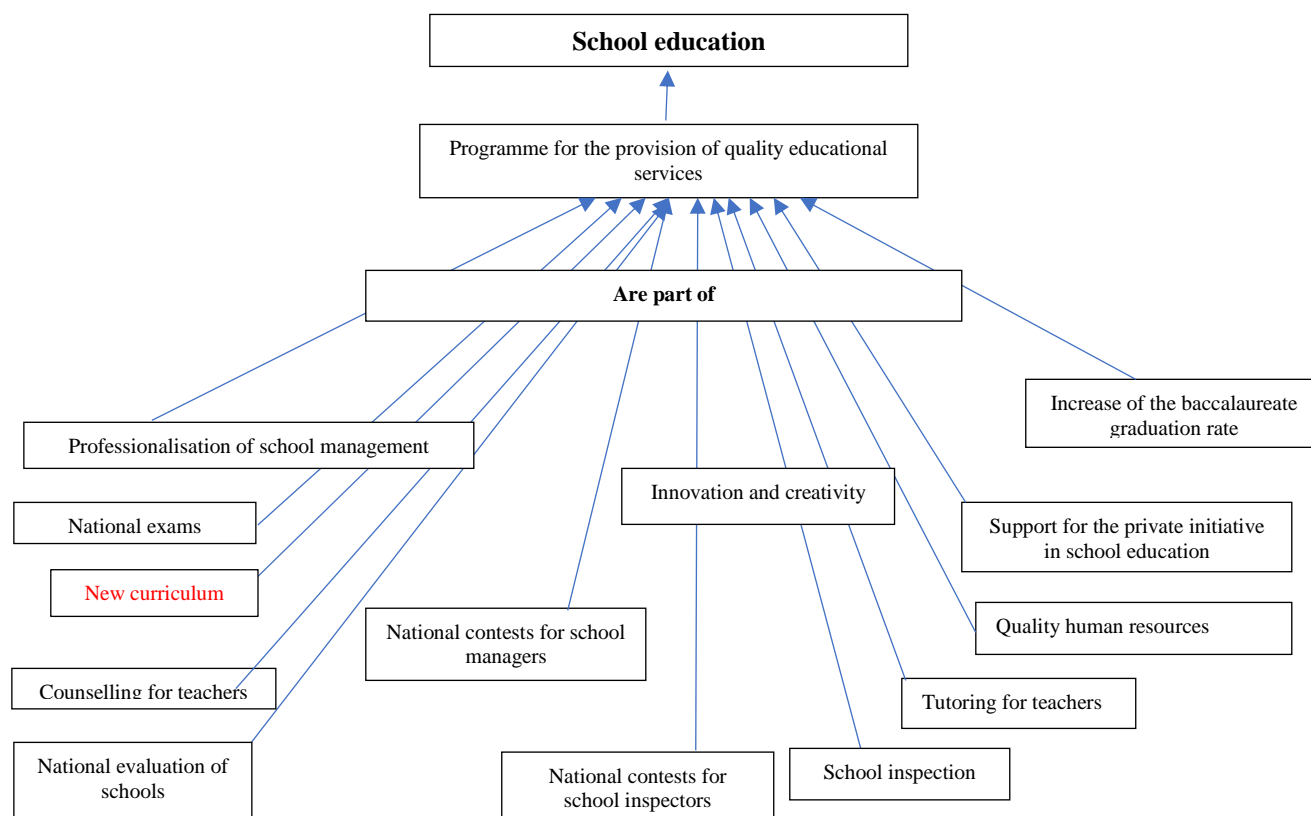 School education
Programme for the provision of quality educational
services
Are part of
Increase of the baccalaureate
graduation rate
Professionalisation of school management
Innovation and creativity
National exams
Support for the private initiative
in school education
New curriculum
National contests for school
managers
Quality human resources
Counselling for teachers
Tutoring for teachers
National evaluation of
schools
National contests for
school inspectors
School inspection